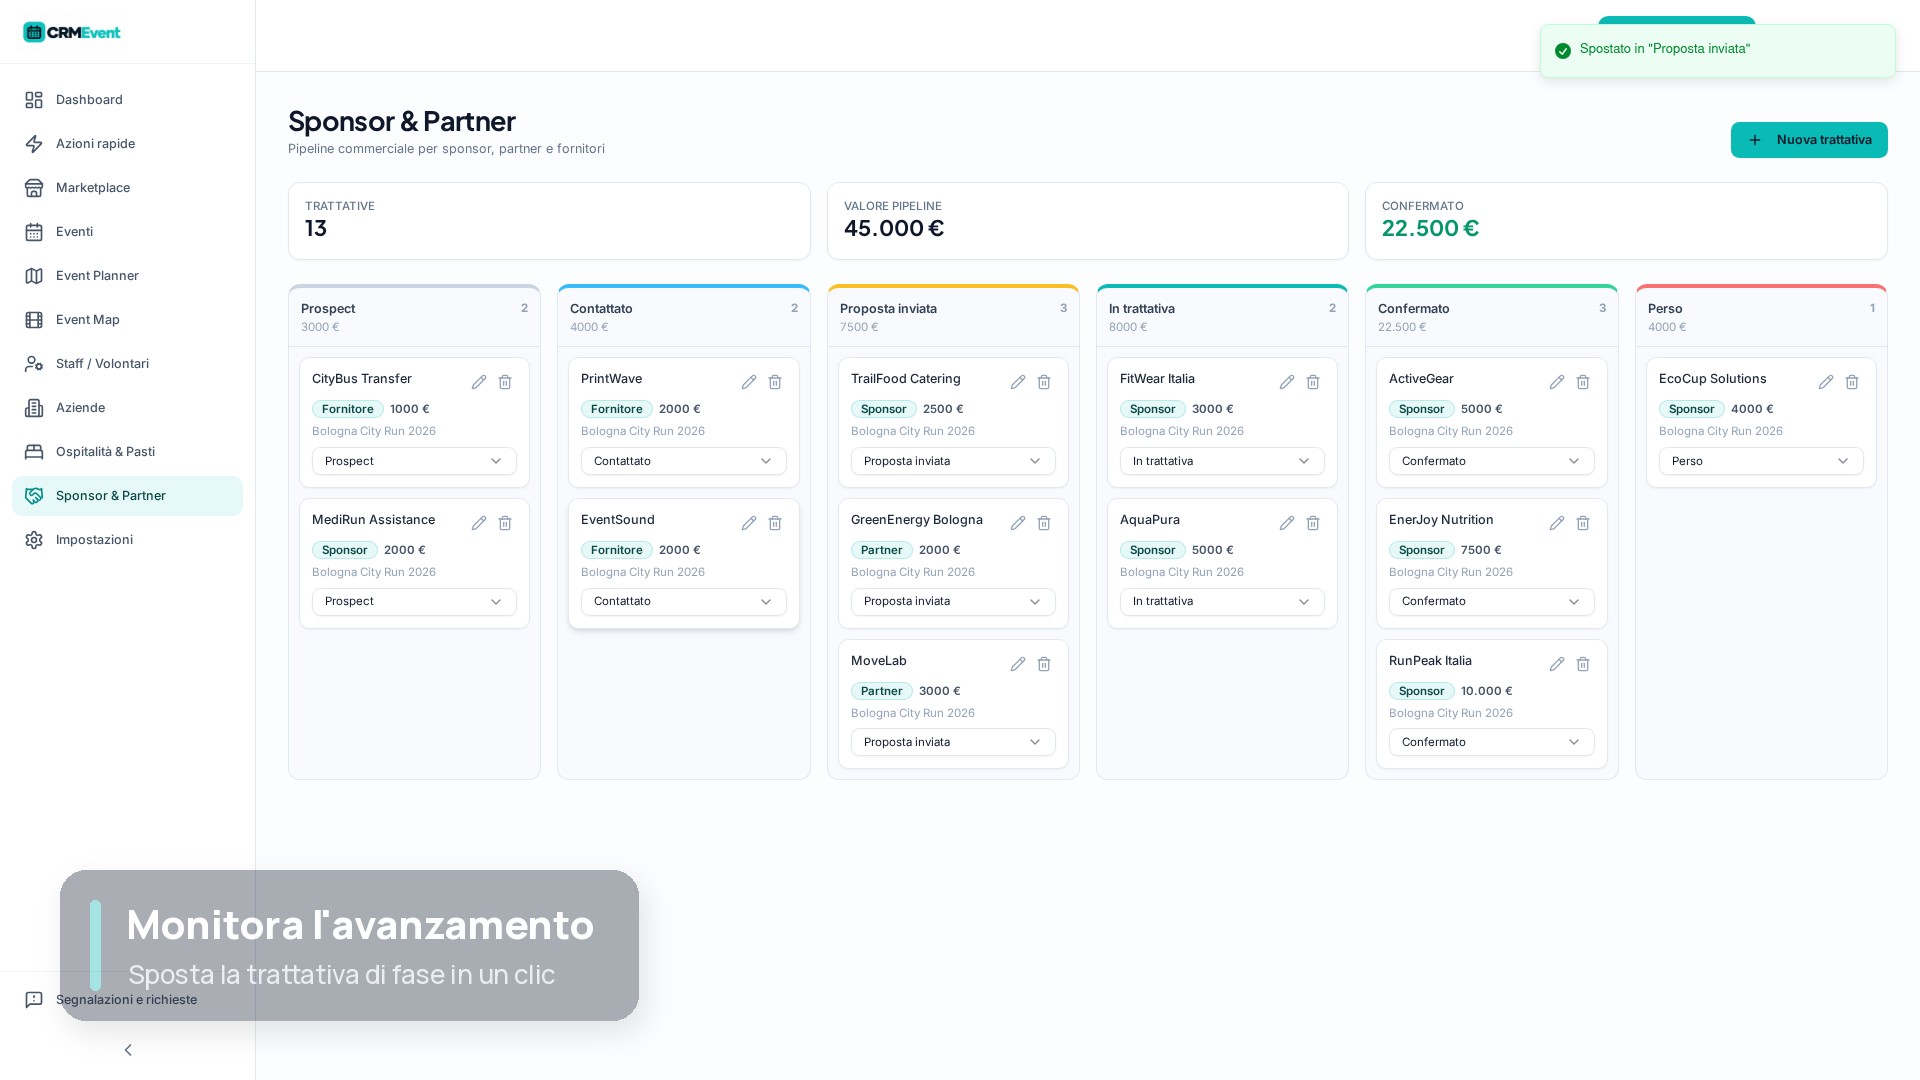 CRMEvent
Spostato in "Proposta inviata"
Dashboard
Azioni rapide
Marketplace
Eventi
Event Planner
Event Map
Staff / Volontari
Aziende
Ospitalità & Pasti
Sponsor & Partner
Impostazioni
Segnalazioni e richieste
Sponsor & Partner
Pipeline commerciale per sponsor, partner e fornitori
Nuova trattativa
TRATTATIVE
13
VALORE PIPELINE
45.000 €
CONFERMATO
22.500 €
Prospect 2
3000 €
CityBus Transfer
Fornitore 1000 €
Bologna City Run 2026
Prospect
MediRun Assistance
Sponsor 2000 €
Bologna City Run 2026
Prospect
Contattato 2
4000 €
PrintWave
Fornitore 2000 €
Bologna City Run 2026
Contattato
EventSound
Fornitore 2000 €
Bologna City Run 2026
Contattato
Proposta inviata 3
7500 €
TrailFood Catering
Sponsor 2500 €
Bologna City Run 2026
Proposta inviata
GreenEnergy Bologna
Partner 2000 €
Bologna City Run 2026
Proposta inviata
MoveLab
Partner 3000 €
Bologna City Run 2026
Proposta inviata
In trattativa 2
8000 €
FitWear Italia
Sponsor 3000 €
Bologna City Run 2026
In trattativa
AquaPura
Sponsor 5000 €
Bologna City Run 2026
In trattativa
Confermato 3
22.500 €
ActiveGear
Sponsor 5000 €
Bologna City Run 2026
Confermato
EnerJoy Nutrition
Sponsor 7500 €
Bologna City Run 2026
Confermato
RunPeak Italia
Sponsor 10.000 €
Bologna City Run 2026
Confermato
Perso 1
4000 €
EcoCup Solutions
Sponsor 4000 €
Bologna City Run 2026
Perso
Monitora l'avanzamento
Sposta la trattativa di fase in un clic